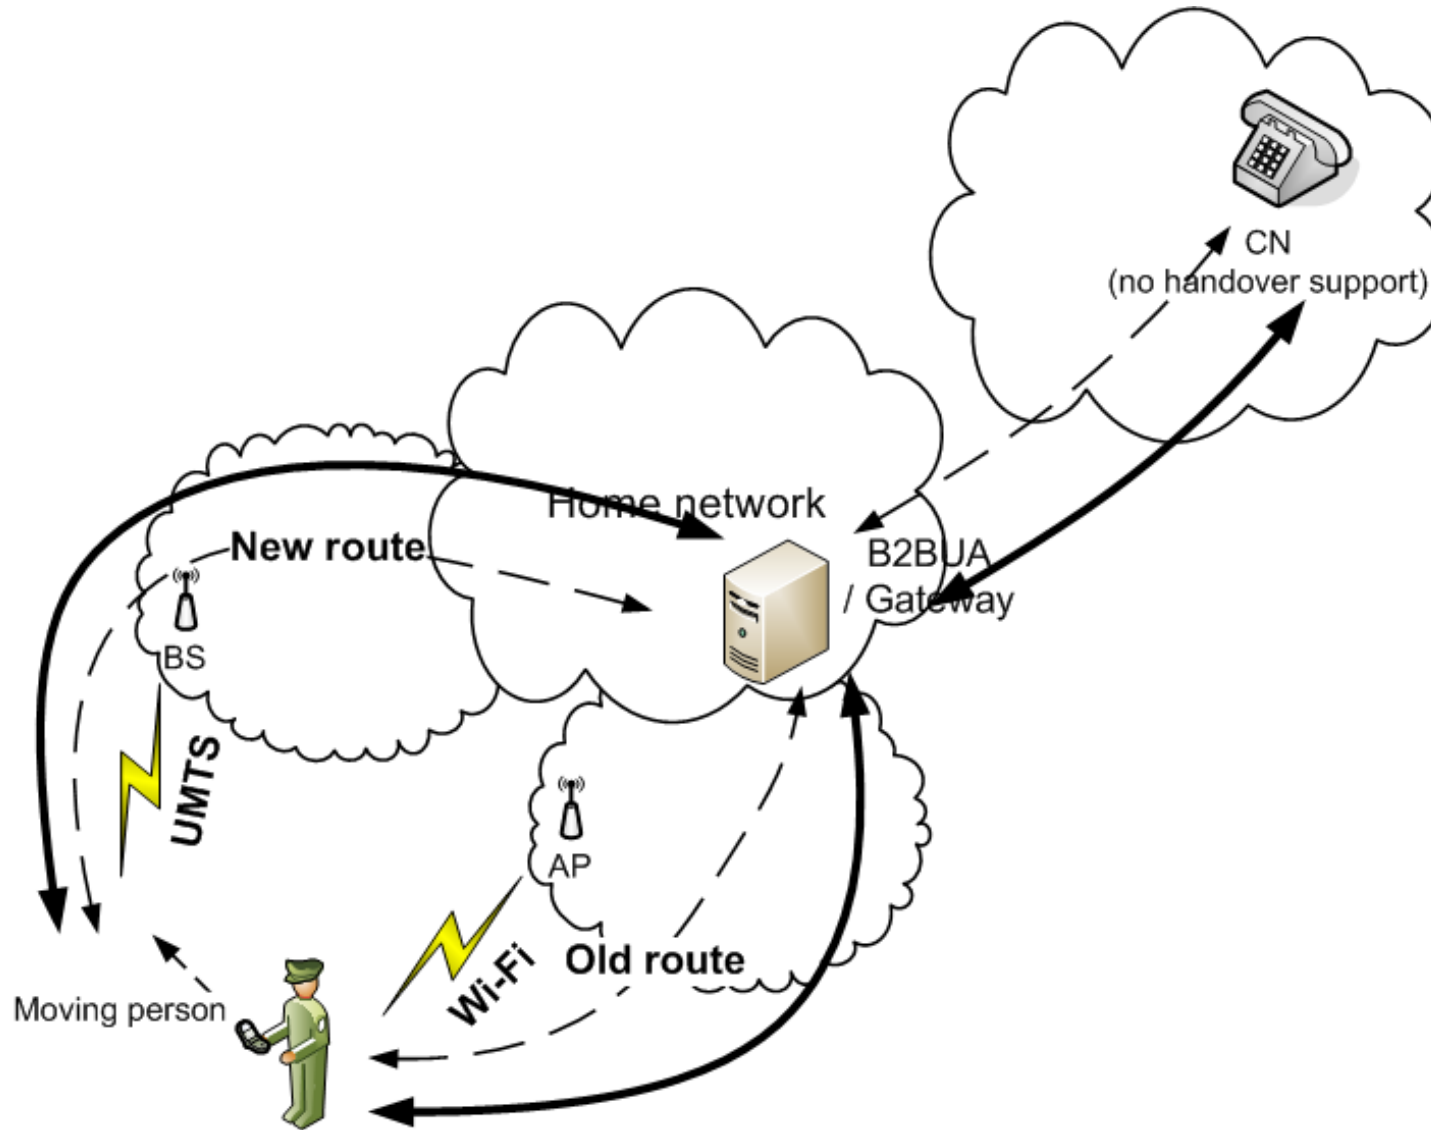 CN
(no handover support)
Home network
New route
B2BUA
/ Gateway
BS
UMTS
AP
Wi-Fi
Old route
Moving person